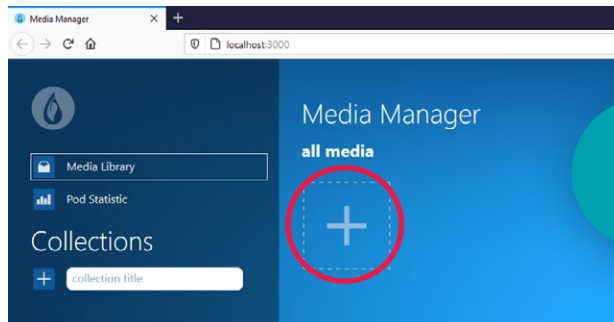 Media Manager
localhost:3000
Media Manager
all media
Media Library
Pod Statistic
Collections
collection title